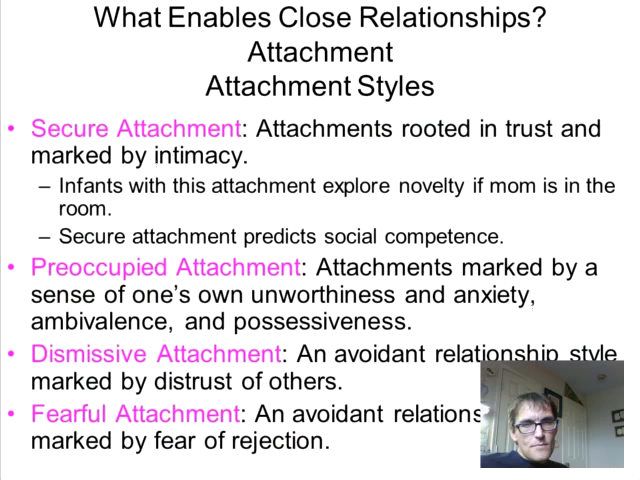 What Enables Close Relationships?
Attachment
Attachment Styles
• Secure Attachment: Attachments rooted in trust and
marked by intimacy.
– Infants with this attachment explore novelty if mom is in the
room.
– Secure attachment predicts social competence.
• Preoccupied Attachment: Attachments marked by a
sense of one’s own unworthiness and anxiety,
ambivalence, and possessiveness.
• Dismissive Attachment: An avoidant relationship style
marked by distrust of others.
• Fearful Attachment: An avoidant
marked by fear of rejection.